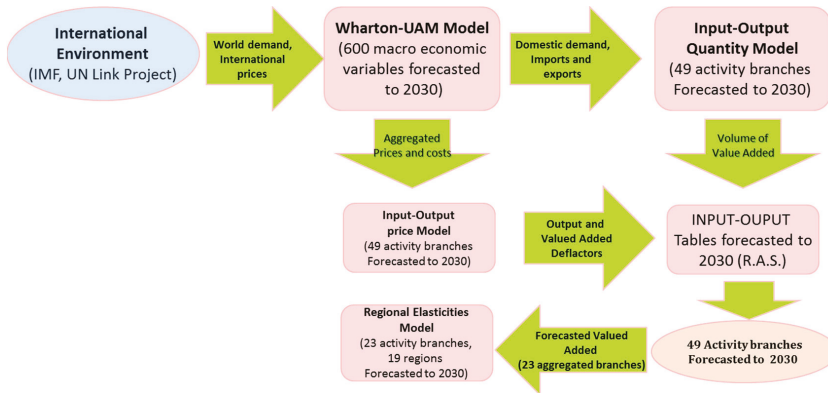 International
Environment
(IMF, UN Link Project)
World demand,
International
prices
Wharton-UAM Model
(600 macro economic
variables forecasted
to 2030)
Domestic demand,
Imports and
exports
Input-Output
Quantity Model
(49 activity branches
Forecasted to 2030)
Aggregated
Prices and costs
Volume of
Value Added
Input-Output
price Model
(49 activity branches
Forecasted to 2030)
Output and
Valued Added
Deflactors
INPUT-OUPUT
Tables forecasted to
2030 (R.A.S.)
Regional Elasticities
Model
(23 activity branches,
19 regions
Forecasted to 2030)
Forecasted Valued
Added
(23 aggregated branches)
49 Activity branches
Forecasted to 2030